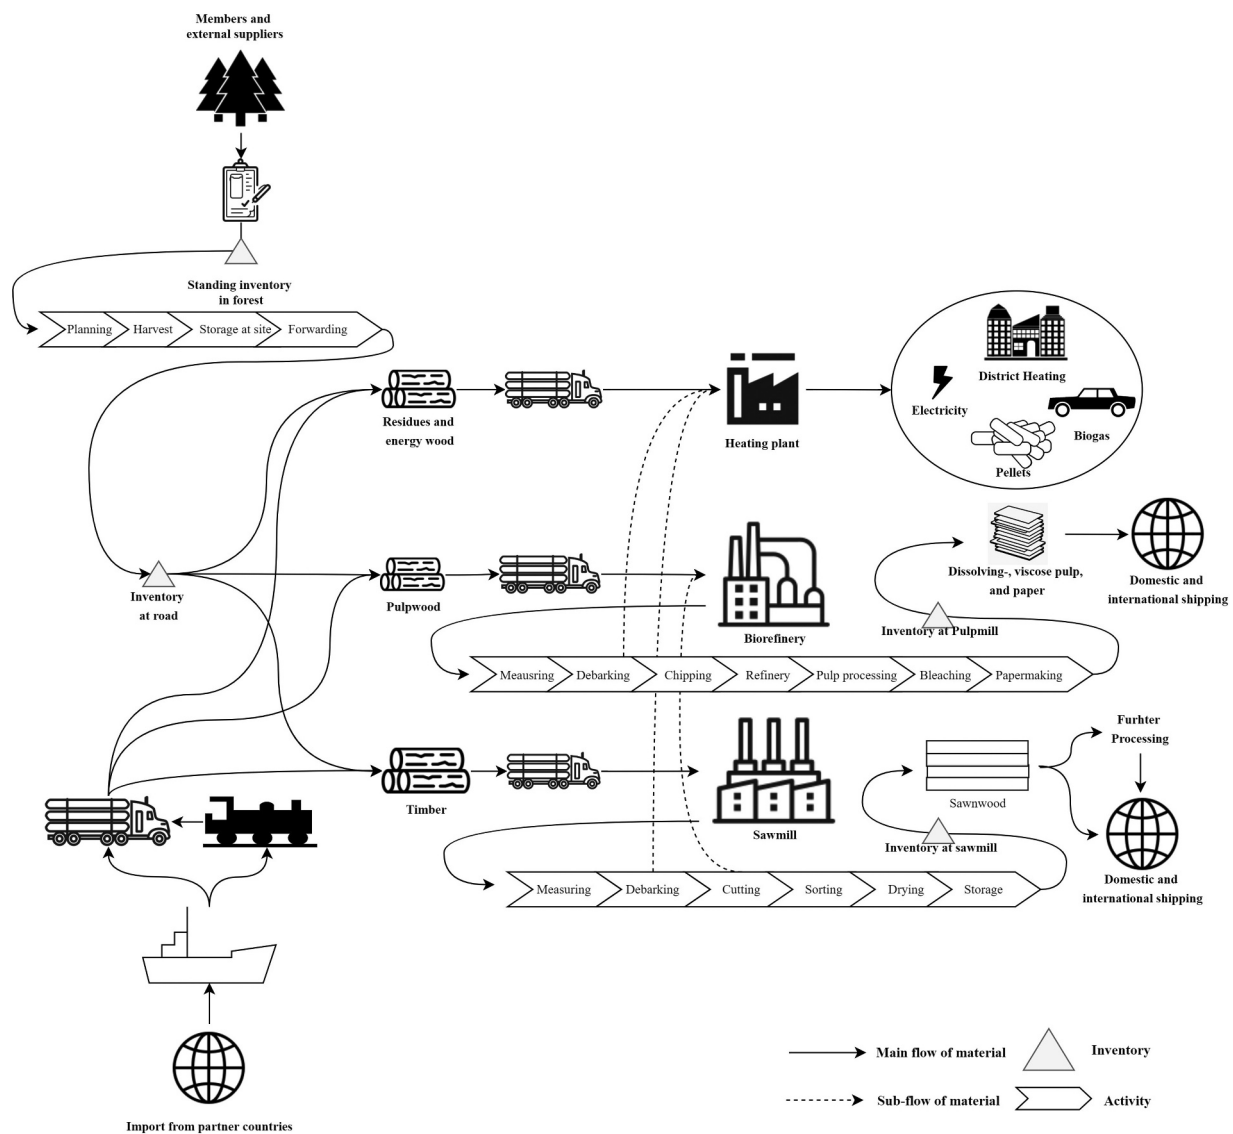 Members and
external suppliers
Standing inventory
in forest
Planning
Harvest
Storage at site
Forwarding
Residues and
energy wood
Heating plant
District Heating
Electricity
Biogas
Pellets
Inventory
at road
Pulpwood
Biorefinery
Dissolving-, viscose pulp,
and paper
Domestic and
international shipping
Inventory at Pulpmill
Meausring
Debarking
Chipping
Refinery
Pulp processing
Bleaching
Papermaking
Timber
Sawmill
Sawnwood
Furhter
Processing
Inventory at sawmill
Domestic and
international shipping
Measuring
Debarking
Cutting
Sorting
Drying
Storage
Import from partner countries
Main flow of material
Inventory
Sub-flow of material
Activity